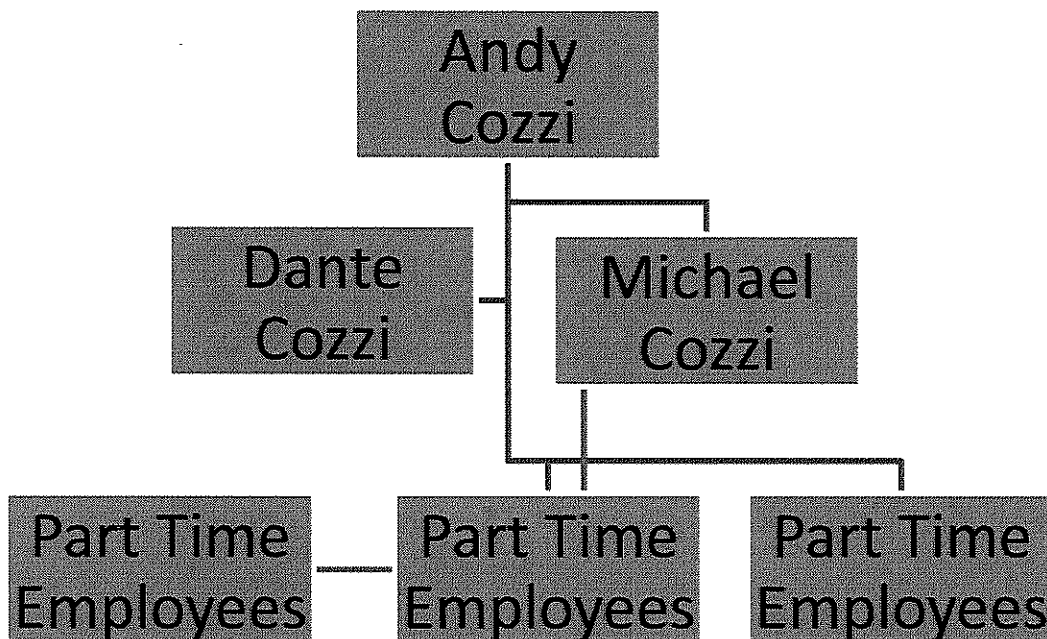 Andy
Cozzi
Dante
Cozzi
Michael
Cozzi
Part Time
Employees
Part Time
Employees
Part Time
Employees